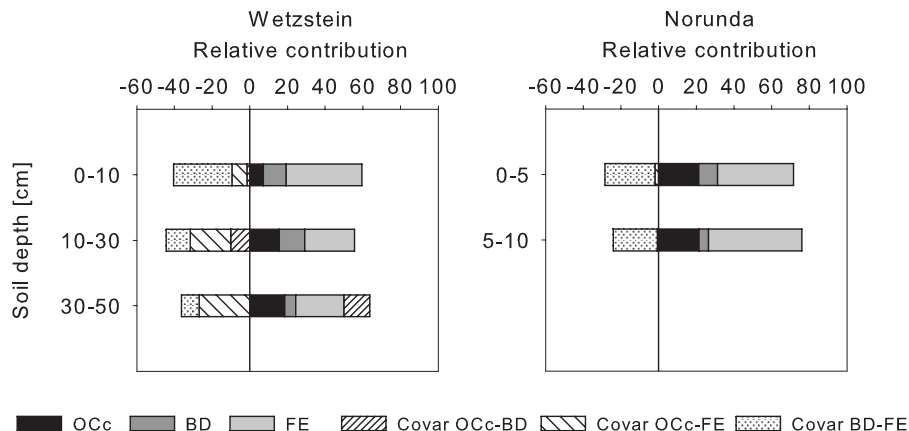 Wetzstein
Relative contribution
-60 -40 -20 0 20 40 60 80 100
Norunda
Relative contribution
-60 -40 -20 0 20 40 60 80 100
Soil depth [cm]
0-10
10-30
30-50
0-5
5-10
OCc BD FE Covar OCc-BD Covar OCc-FE Covar BD-FE